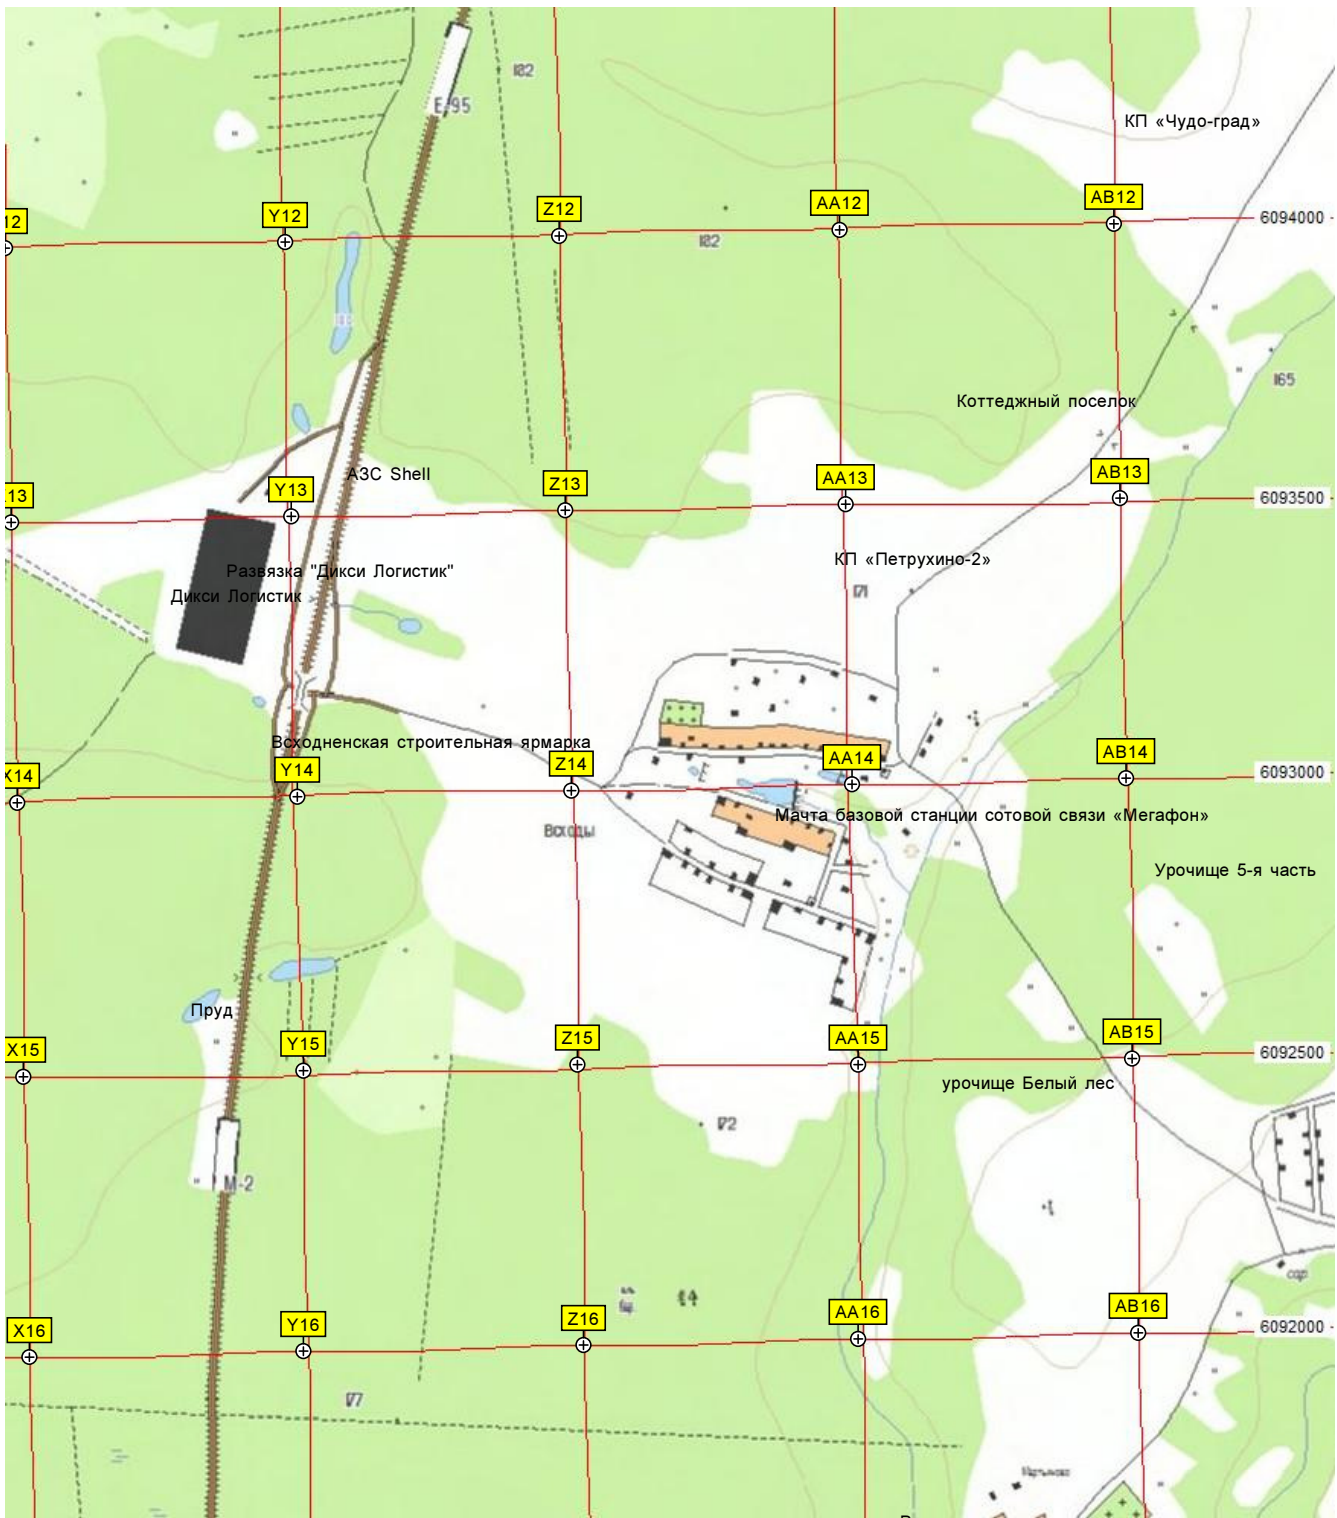 182
E-95
КП «Чудо-град»
12
Y12
Z12
AA12
AB12
6094000
182
180
165
Коттеджный поселок
АЗС Shell
13
Y13
Z13
AA13
AB13
6093500
Развязка "Дикси Логистик"
КП «Петрухино-2»
Дикси Логистик
171
Всходненская строительная ярмарка
X14
Y14
Z14
AA14
AB14
6093000
Мачта базовой станции сотовой связи «Мегафон»
Всходы
Урочище 5-я часть
Пруд
X15
Y15
Z15
AA15
AB15
6092500
урочище Белый лес
172
M-2
сар.
X16
Y16
Z16
AA16
AB16
6092000
177
Мартьяново